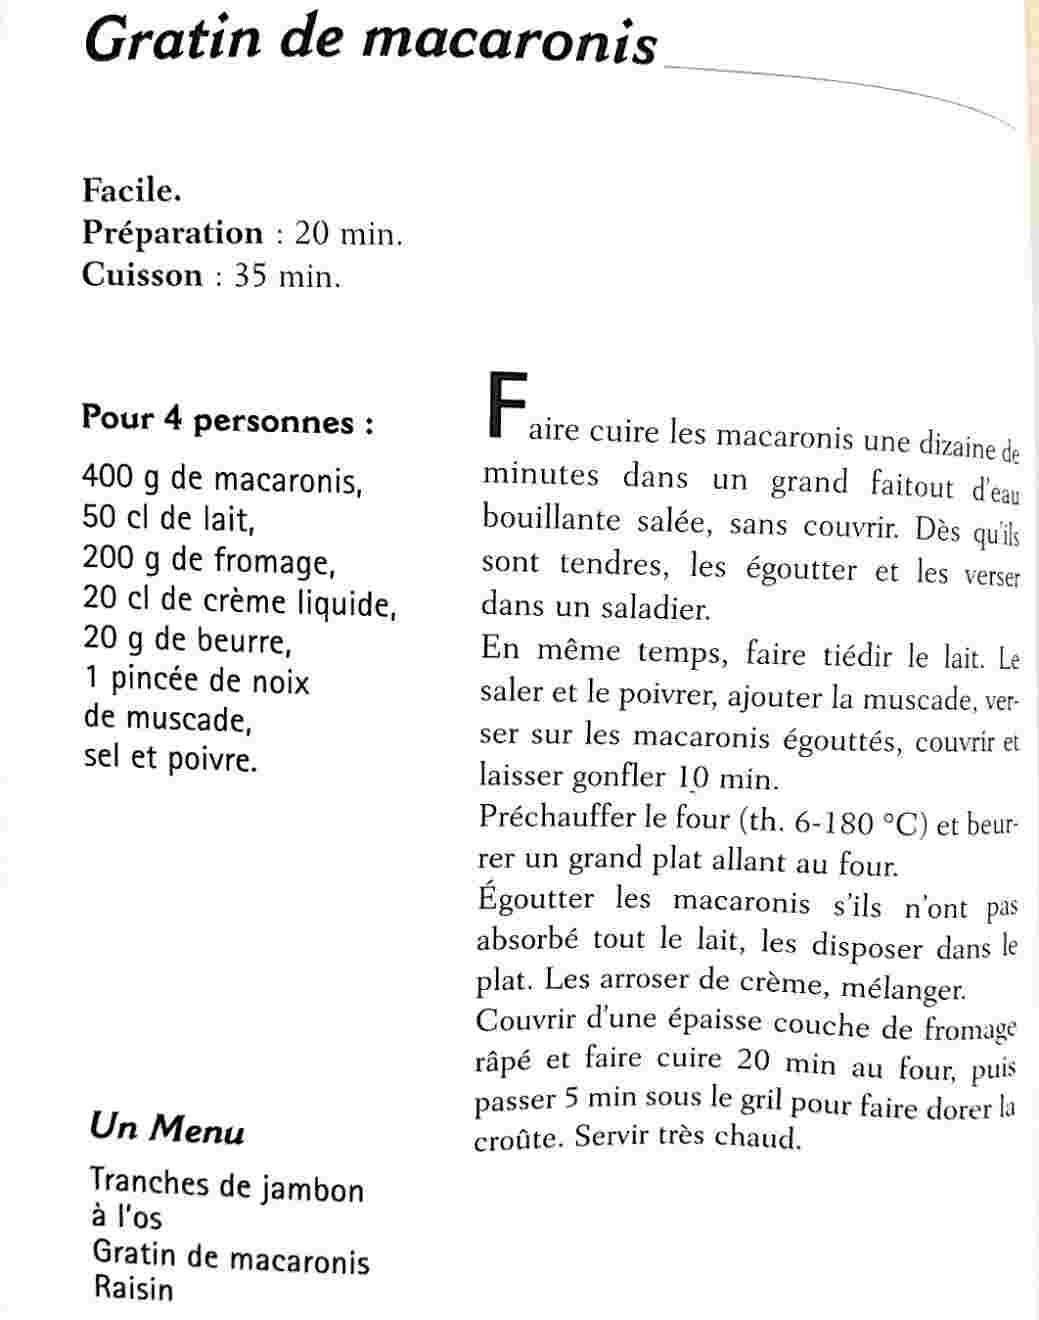 Gratin de macaronis
Facile.
Préparation : 20 min.
Cuisson : 35 min.
Pour 4 personnes :
400 g de macaronis,
50 cl de lait,
200 g de fromage,
20 cl de crème liquide,
20 g de beurre,
1 pincée de noix
de muscade,
sel et poivre.
Faire cuire les macaronis une dizaine de
minutes dans un grand faitout d'eau
bouillante salée, sans couvrir. Dès qu'ils
sont tendres, les égoutter et les verser
dans un saladier.
En même temps, faire tiédir le lait. Le
saler et le poivrer, ajouter la muscade, ver-
ser sur les macaronis égouttés, couvrir et
laisser gonfler 10 min.
Préchauffer le four (th. 6-180 °C) et beur-
rer un grand plat allant au four.
Égoutter les macaronis s'ils n'ont pas
absorbé tout le lait, les disposer dans le
plat. Les arroser de crème, mélanger.
Couvrir d'une épaisse couche de fromage
râpé et faire cuire 20 min au four, puis
passer 5 min sous le gril pour faire dorer la
croûte. Servir très chaud.
Un Menu
Tranches de jambon
à l'os
Gratin de macaronis
Raisin